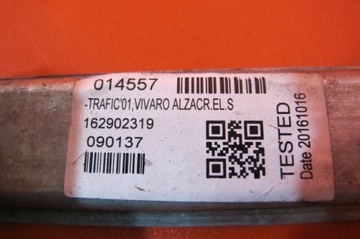 014557
-TRAFIC'01,VIVARO ALZACR.EL.S
162902319
090137
TESTED
Date 20161016